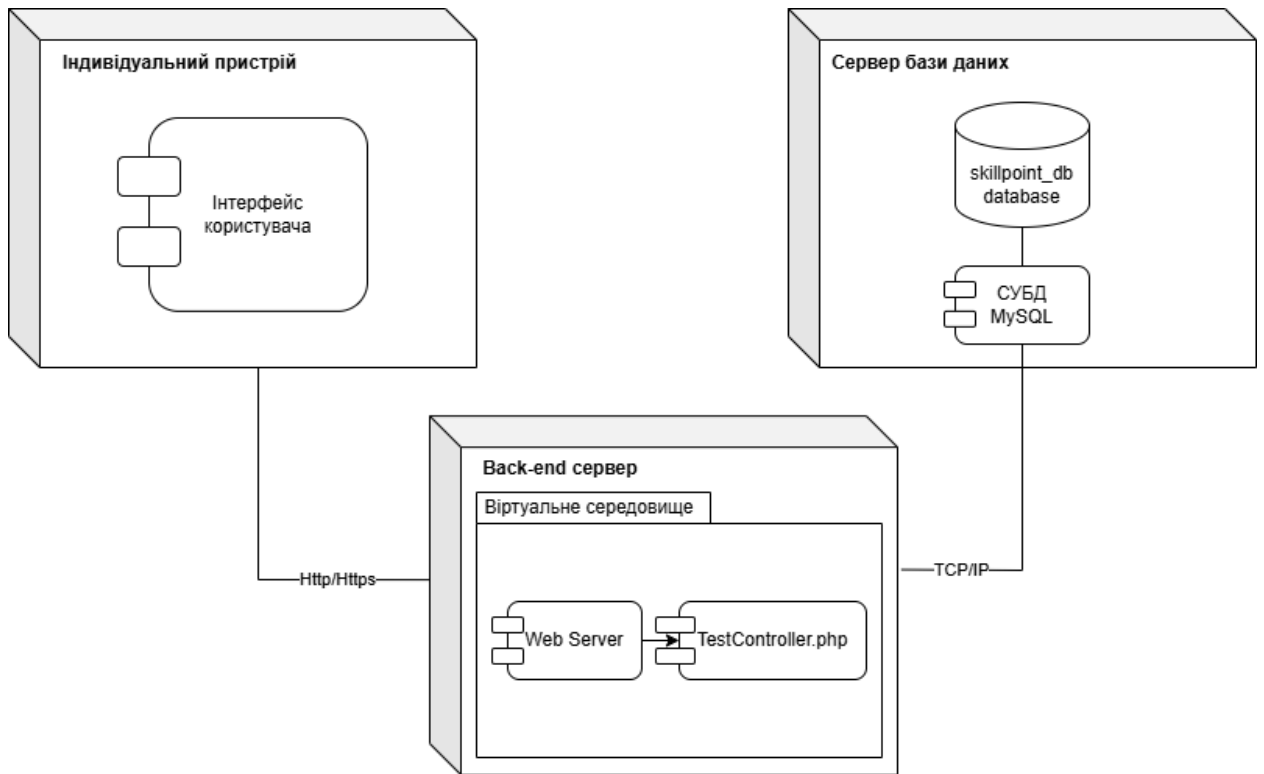 Індивідуальний пристрій
Інтерфейс
користувача
Сервер бази даних
skillpoint_db
database
СУБД
MySQL
Back-end сервер
Віртуальне середовище
Http/Https
TCP/IP
Web Server
TestController.php